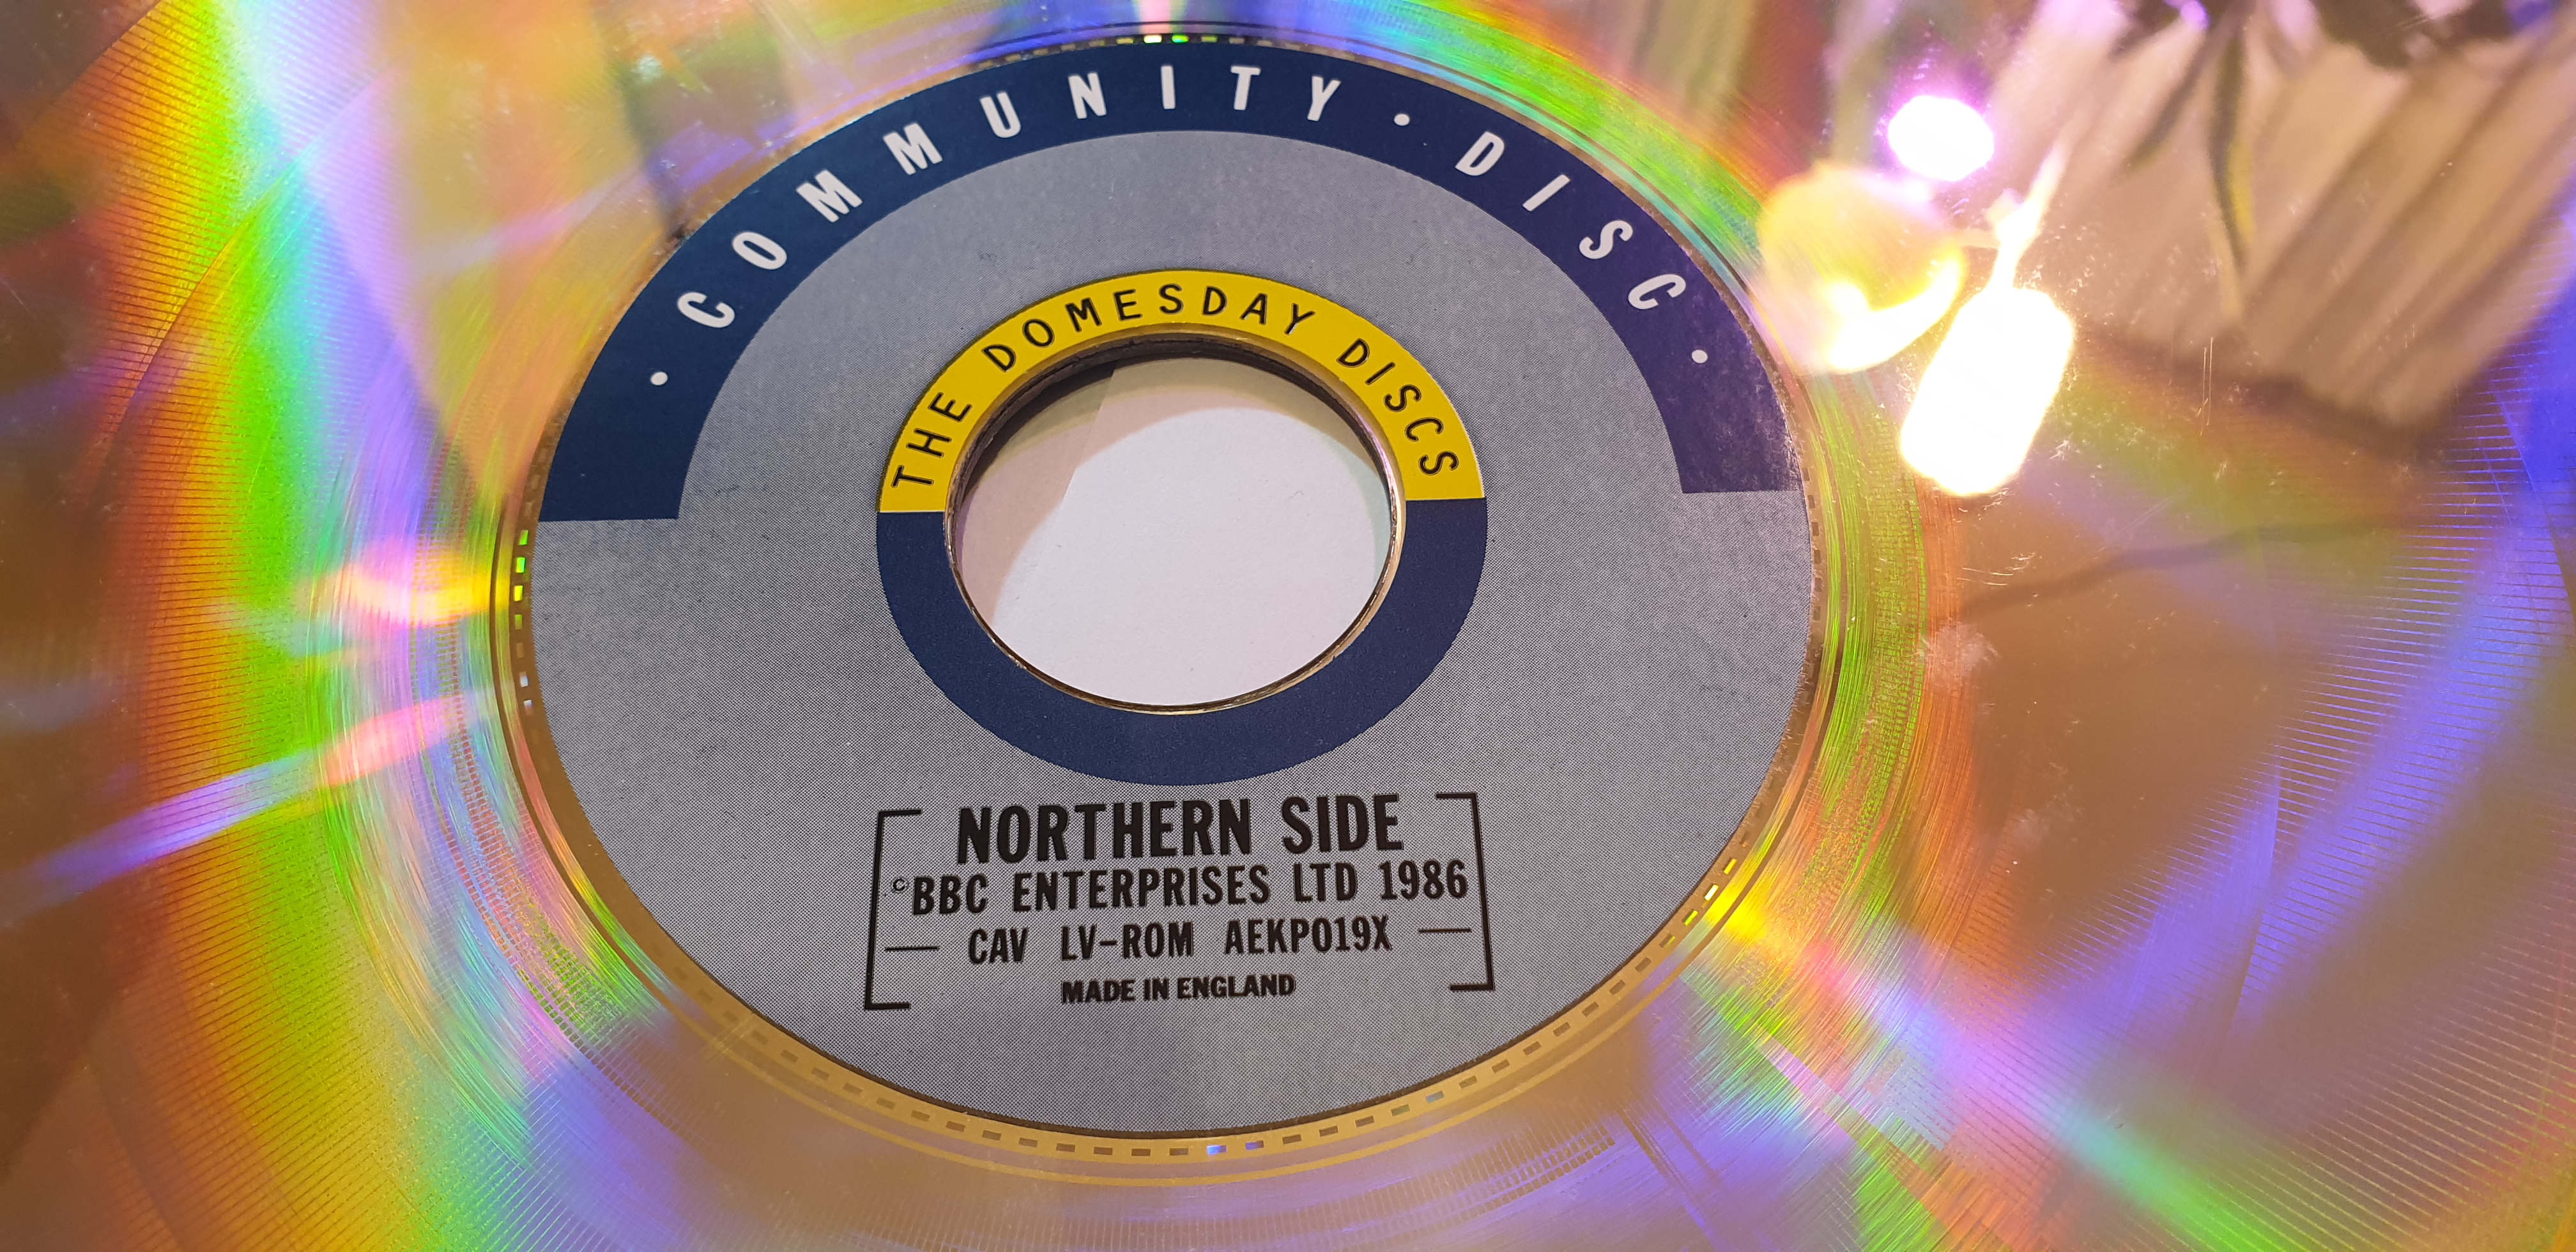 • COMMUNITY • DISC •
THE DOMESDAY DISCS
NORTHERN SIDE
©BBC ENTERPRISES LTD 1986
— CAV LV-ROM AEKP019X —
MADE IN ENGLAND